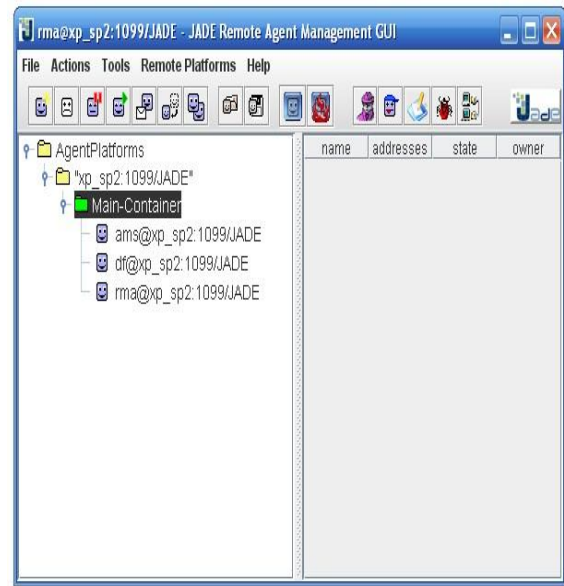 rma@xp_sp2:1099/JADE - JADE Remote Agent Management GUI
File Actions Tools Remote Platforms Help
Jade
AgentPlatforms
"xp_sp2:1099/JADE"
Main-Container
ams@xp_sp2:1099/JADE
df@xp_sp2:1099/JADE
rma@xp_sp2:1099/JADE
name addresses state owner